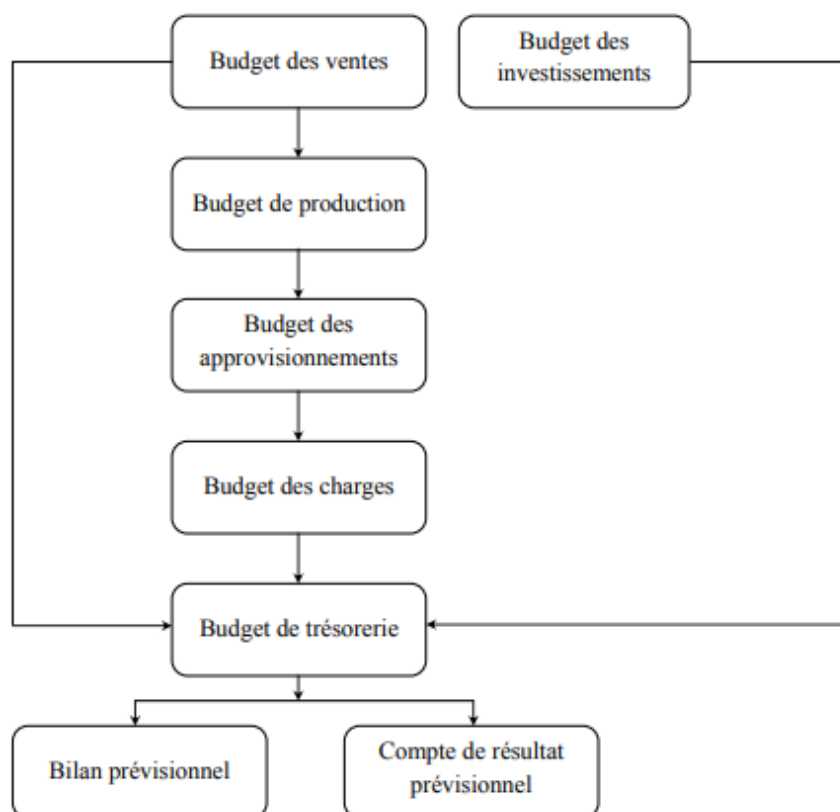 Budget des ventes
Budget des
investissements
Budget de production
Budget des
approvisionnements
Budget des charges
Budget de trésorerie
Bilan prévisionnel
Compte de résultat
prévisionnel